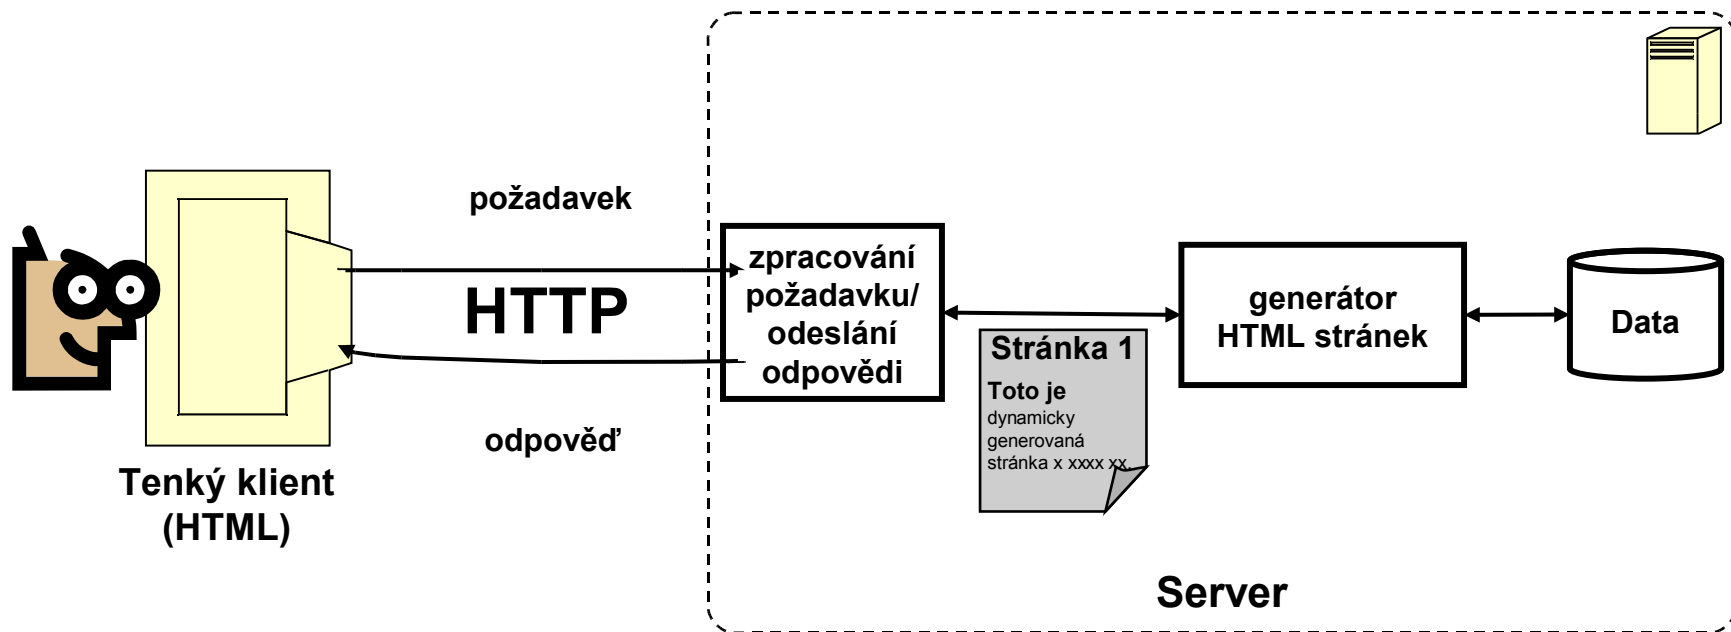 požadavek
HTTP
odpověď
Tenký klient
(HTML)
zpracování
požadavku/
odeslání
odpovědi
Stránka 1
Toto je
dynamicky
generovaná
stránka x xxxx xx.
generátor
HTML stránek
Data
Server